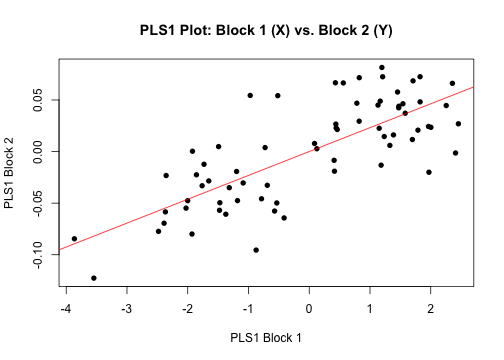 PLS1 Plot: Block 1 (X) vs. Block 2 (Y)
PLS1 Block 2
0.05
0.00
-0.05
-0.10
-4 -3 -2 -1 0 1 2
PLS1 Block 1